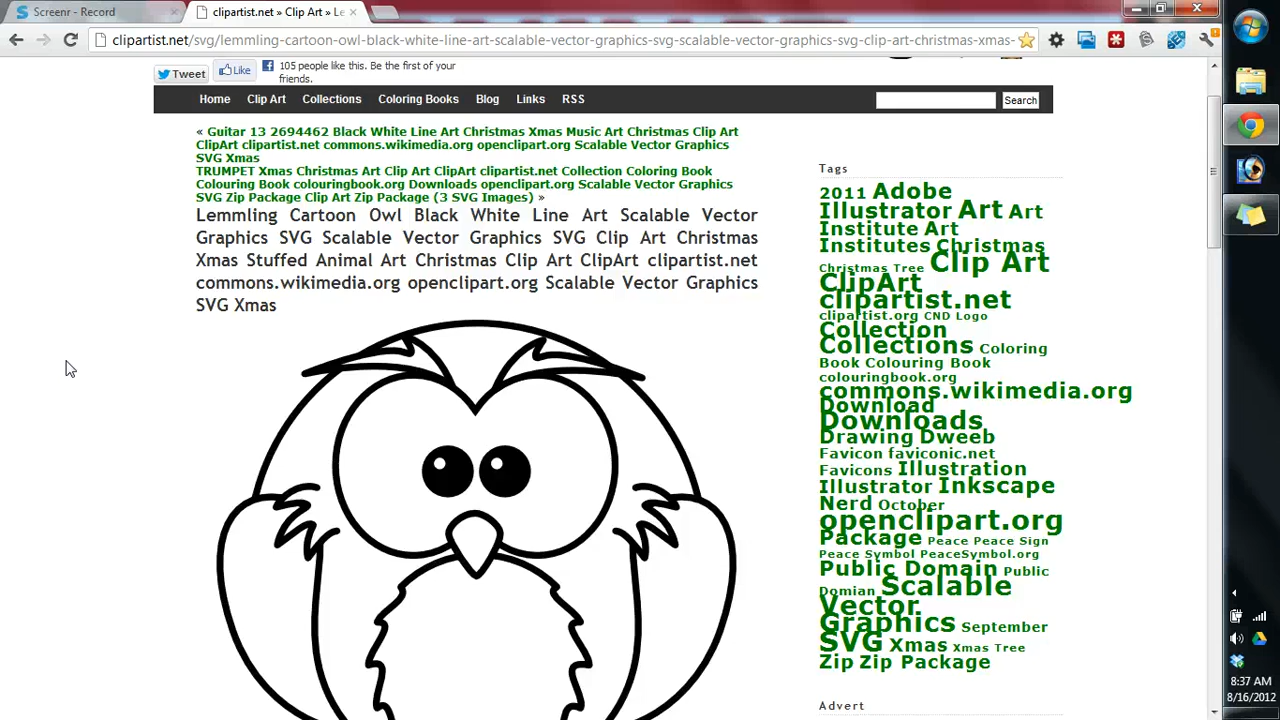 Screenr - Record
clipartist.net » Clip Art » Le
clipartist.net/svg/lemmling-cartoon-owl-black-white-line-art-scalable-vector-graphics-svg-scalable-vector-graphics-svg-clip-art-christmas-xmas-
Tweet
Like
105 people like this. Be the first of your
friends.
Home Clip Art Collections Coloring Books Blog Links RSS
Search
« Guitar 13 2694462 Black White Line Art Christmas Xmas Music Art Christmas Clip Art
ClipArt clipartist.net commons.wikimedia.org openclipart.org Scalable Vector Graphics
SVG Xmas
TRUMPET Xmas Christmas Art Clip Art ClipArt clipartist.net Collection Coloring Book
Colouring Book colouringbook.org Downloads openclipart.org Scalable Vector Graphics
SVG Zip Package Clip Art Zip Package (3 SVG Images) »
Lemmling Cartoon Owl Black White Line Art Scalable Vector
Graphics SVG Scalable Vector Graphics SVG Clip Art Christmas
Xmas Stuffed Animal Art Christmas Clip Art ClipArt clipartist.net
commons.wikimedia.org openclipart.org Scalable Vector Graphics
SVG Xmas
Tags
2011 Adobe
Illustrator Art Art
Institute Art
Institutes Christmas
Christmas Tree Clip Art
ClipArt
clipartist.net
clipartist.org CND Logo
Collection
Collections Coloring
Book Colouring Book
colouringbook.org
commons.wikimedia.org
Download
Downloads
Drawing Dweeb
Favicon faviconic.net
Favicons Illustration
Illustrator Inkscape
Nerd October
openclipart.org
Package Peace Peace Sign
Peace Symbol PeaceSymbol.org
Public Domain Public
Domian Scalable
Vector
Graphics September
SVG Xmas Xmas Tree
Zip Zip Package
Advert
8:37 AM
8/16/2012